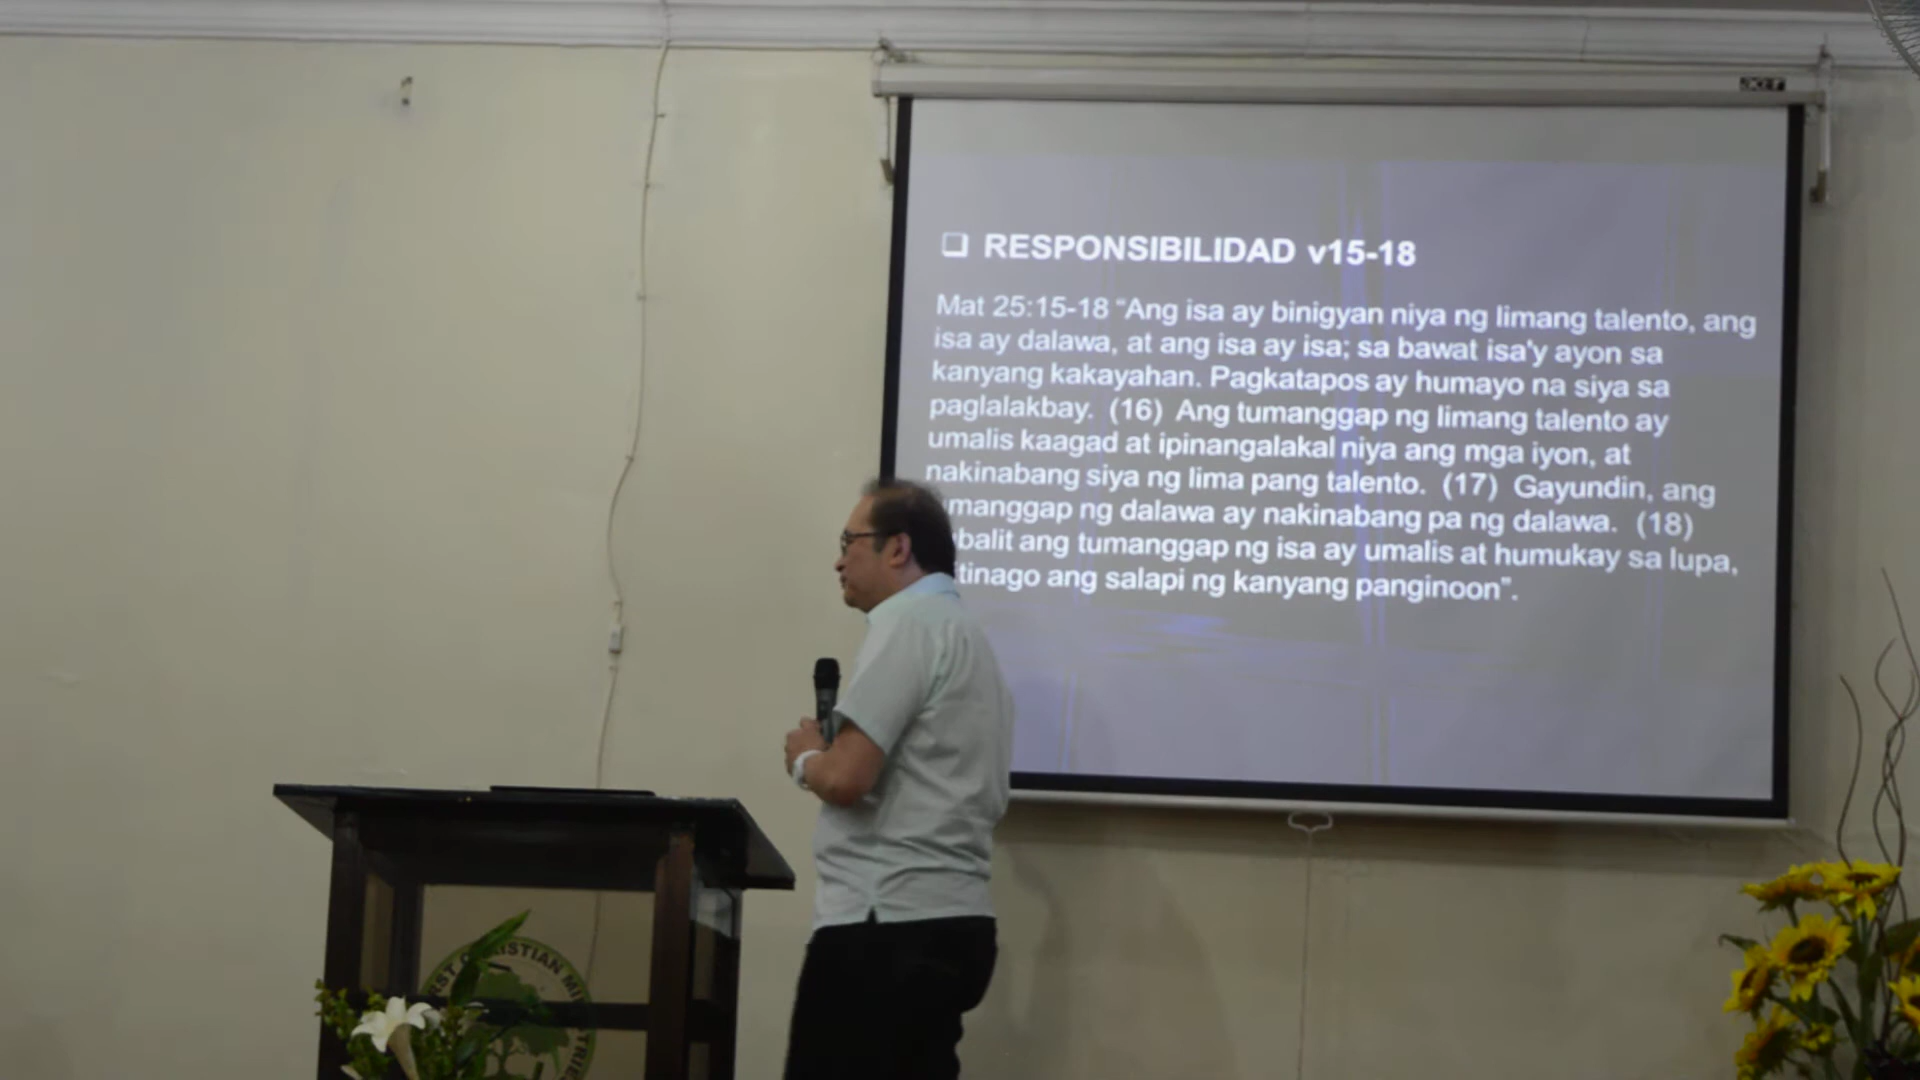 acer
RESPONSIBILIDAD v15-18
Mat 25:15-18 “Ang isa ay binigyan niya ng limang talento, ang
isa ay dalawa, at ang isa ay isa; sa bawat isa'y ayon sa
kanyang kakayahan. Pagkatapos ay humayo na siya sa
paglalakbay. (16) Ang tumanggap ng limang talento ay
umalis kaagad at ipinangalakal niya ang mga iyon, at
nakinabang siya ng lima pang talento. (17) Gayundin, ang
ng dalawa ay nakinabang pa ng dalawa. (18)
ang tumanggap ng isa ay umalis at humukay sa lupa,
ang salapi ng kanyang panginoon”.
CHRISTIAN